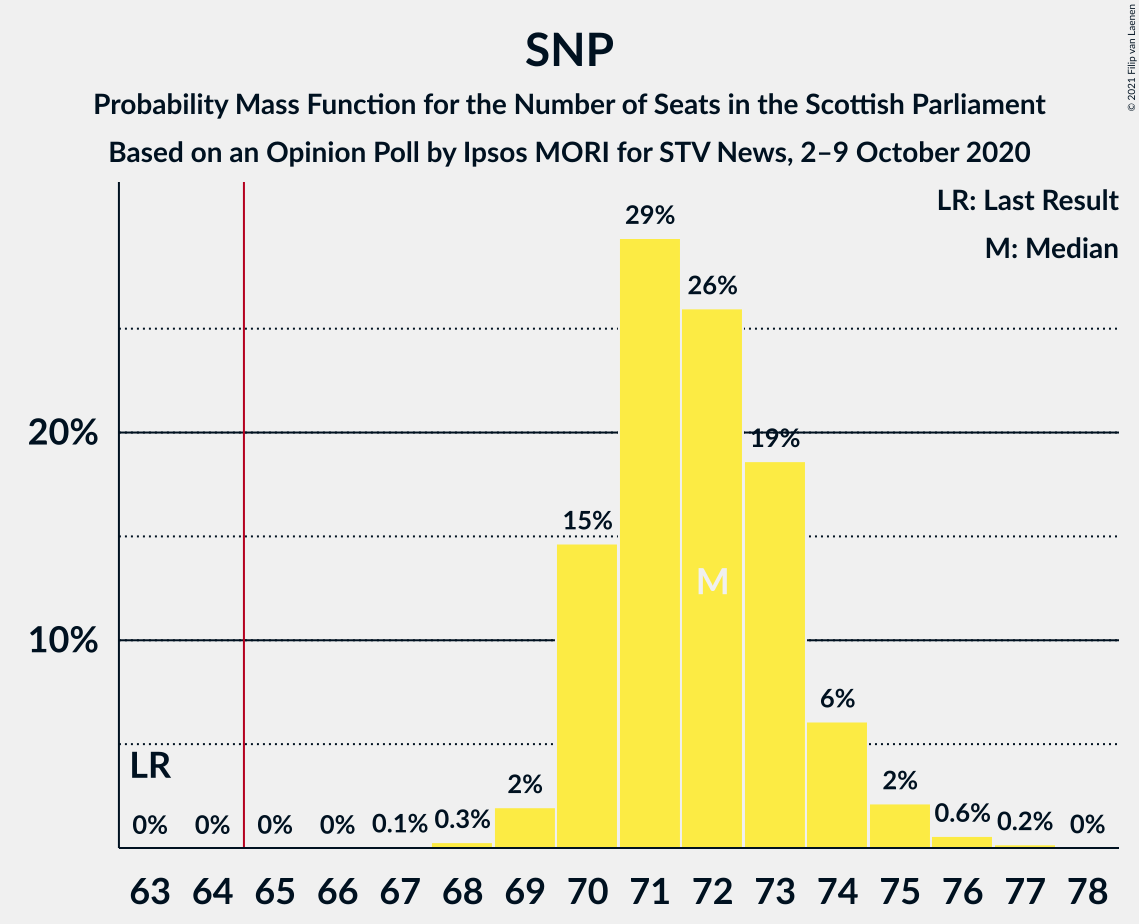 SNP
Probability Mass Function for the Number of Seats in the Scottish Parliament
Based on an Opinion Poll by Ipsos MORI for STV News, 2–9 October 2020
© 2021 Filip van Laenen
LR: Last Result
M: Median
29%
26%
20%
19%
15%
M
10%
6%
LR
2%
2%
0% 0% 0% 0% 0.1% 0.3% 0.6% 0.2% 0%
63 64 65 66 67 68 69 70 71 72 73 74 75 76 77 78